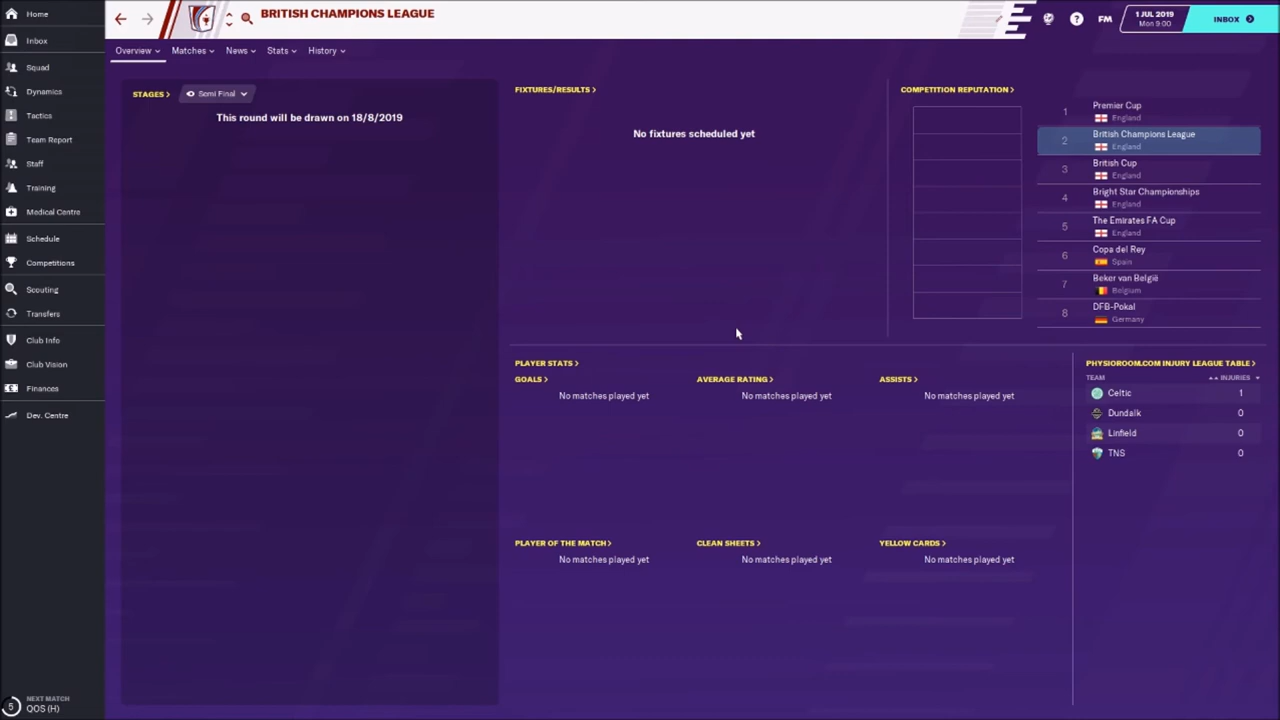 Home
Inbox
Squad
Dynamics
Tactics
Team Report
Staff
Training
Medical Centre
Schedule
Competitions
Scouting
Transfers
Club Info
Club Vision
Finances
Dev. Centre
5
NEXT MATCH
QOS (H)
BRITISH CHAMPIONS LEAGUE
?
FM
1 JUL 2019
Mon 9:00
INBOX
Overview
Matches
News
Stats
History
STAGES >
Semi Final
This round will be drawn on 18/8/2019
FIXTURES/RESULTS >
No fixtures scheduled yet
COMPETITION REPUTATION >
1 Premier Cup
England
2 British Champions League
England
3 British Cup
England
4 Bright Star Championships
England
5 The Emirates FA Cup
England
6 Copa del Rey
Spain
7 Beker van België
Belgium
8 DFB-Pokal
Germany
PLAYER STATS >
GOALS >
No matches played yet
AVERAGE RATING >
No matches played yet
ASSISTS >
No matches played yet
PLAYER OF THE MATCH >
No matches played yet
CLEAN SHEETS >
No matches played yet
YELLOW CARDS >
No matches played yet
PHYSIOROOM.COM INJURY LEAGUE TABLE >
TEAM INJURIES
Celtic 1
Dundalk 0
Linfield 0
TNS 0